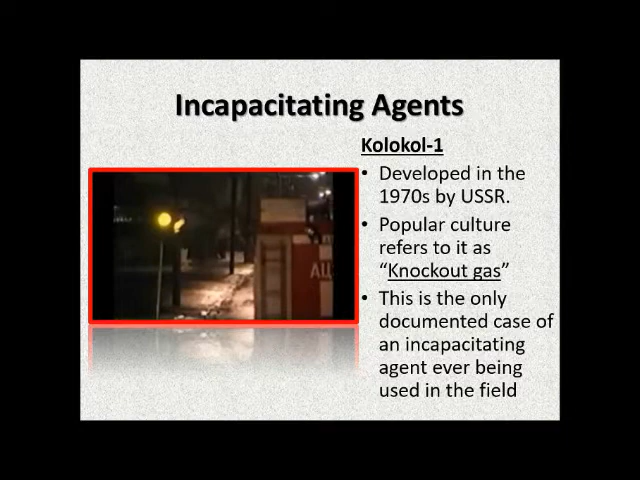 Incapacitating Agents
Kolokol-1
• Developed in the
1970s by USSR.
• Popular culture
refers to it as
“Knockout gas”
• This is the only
documented case of
an incapacitating
agent ever being
used in the field